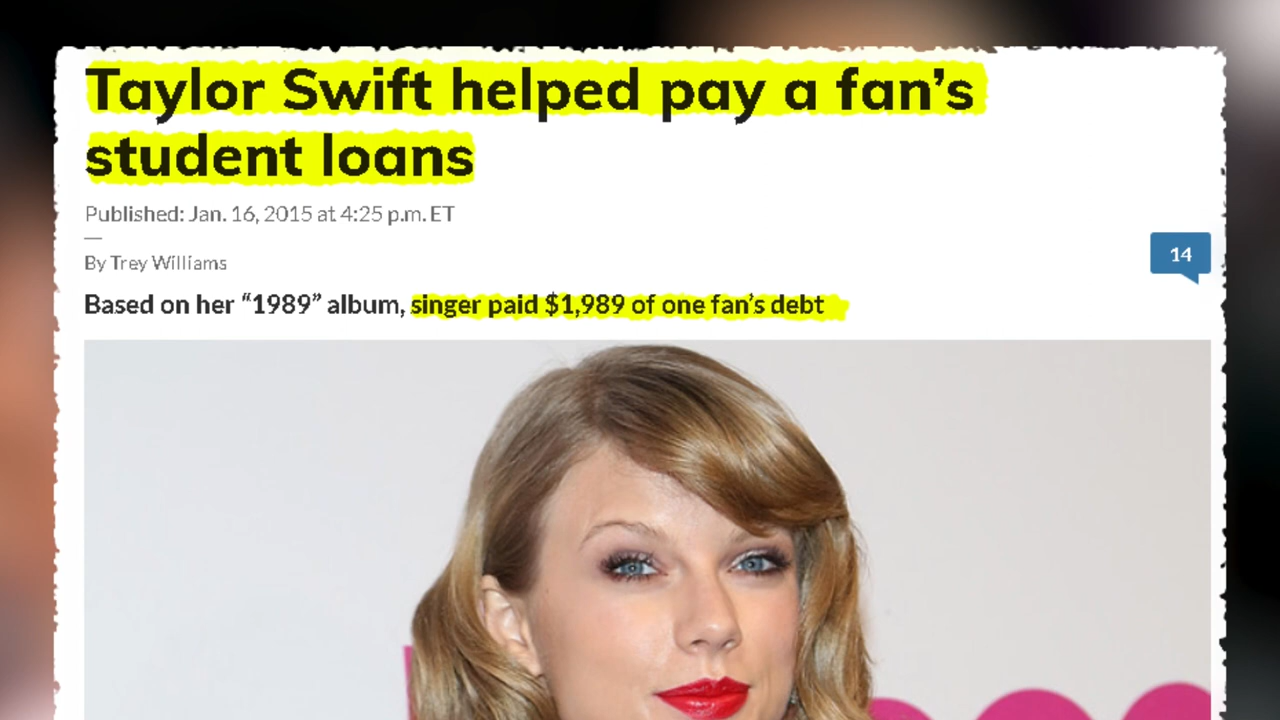 Taylor Swift helped pay a fan’s
student loans
Published: Jan. 16, 2015 at 4:25 p.m. ET
—
By Trey Williams
14
Based on her “1989” album, singer paid $1,989 of one fan’s debt